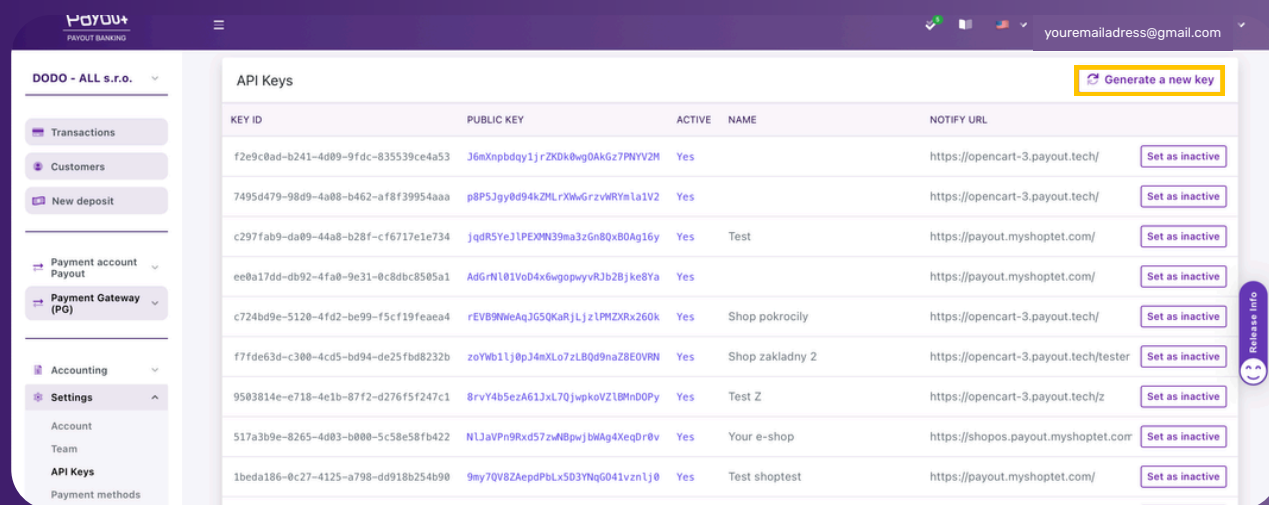 Payout
PAYOUT BANKING
5
youremailadress@gmail.com
DODO - ALL s.r.o.
Transactions
Customers
New deposit
Payment account
Payout
Payment Gateway
(PG)
Accounting
Settings
Account
Team
API Keys
Payment methods
API Keys
Generate a new key
KEY ID PUBLIC KEY ACTIVE NAME NOTIFY URL
f2e9c0ad-b241-4d09-9fdc-835539ce4a53 J6mXnpbdqy1jrZKDk0wgOAkGz7PNYV2M Yes https://opencart-3.payout.tech/ Set as inactive
7495d479-98d9-4a08-b462-af8f39954aaa p8P5Jgy0d94kZMLrXWwGrzvWRYmla1V2 Yes https://opencart-3.payout.tech/ Set as inactive
c297fab9-da09-44a8-b28f-cf6717e1e734 jqdR5YeJlPEXMN39ma3zGn8QxBOAg16y Yes Test https://payout.myshoptet.com/ Set as inactive
ee0a17dd-db92-4fa0-9e31-0c8dbc8505a1 AdGrNl01VoD4x6wgopwyvRJb2Bjke8Ya Yes https://payout.myshoptet.com/ Set as inactive
c724bd9e-5120-4fd2-be99-f5cf19feaea4 rEVB9NWeAqJG5QKaRjLjzlPMZXRx26Ok Yes Shop pokrocily https://opencart-3.payout.tech/ Set as inactive
f7fde63d-c300-4cd5-bd94-de25fbd8232b zoYWb1lj0pJ4mXLo7zLBQd9naZ8EOVRN Yes Shop zakladny 2 https://opencart-3.payout.tech/tester Set as inactive
9503814e-e718-4e1b-87f2-d276f5f247c1 8rvY4b5ezA61JxL7QjwpkoVZlBMnDOPy Yes Test Z https://opencart-3.payout.tech/z Set as inactive
517a3b9e-8265-4d03-b000-5c58e58fb422 NlJaVPn9Rxd57zwNBpwjbWAg4XeqDr0v Yes Your e-shop https://shopos.payout.myshoptet.com Set as inactive
1beda186-0c27-4125-a798-dd918b254b90 9my7QV8ZAepdPbLx5D3YNqGO41vznlj0 Yes Test shoptest https://payout.myshoptet.com/ Set as inactive
Release Info